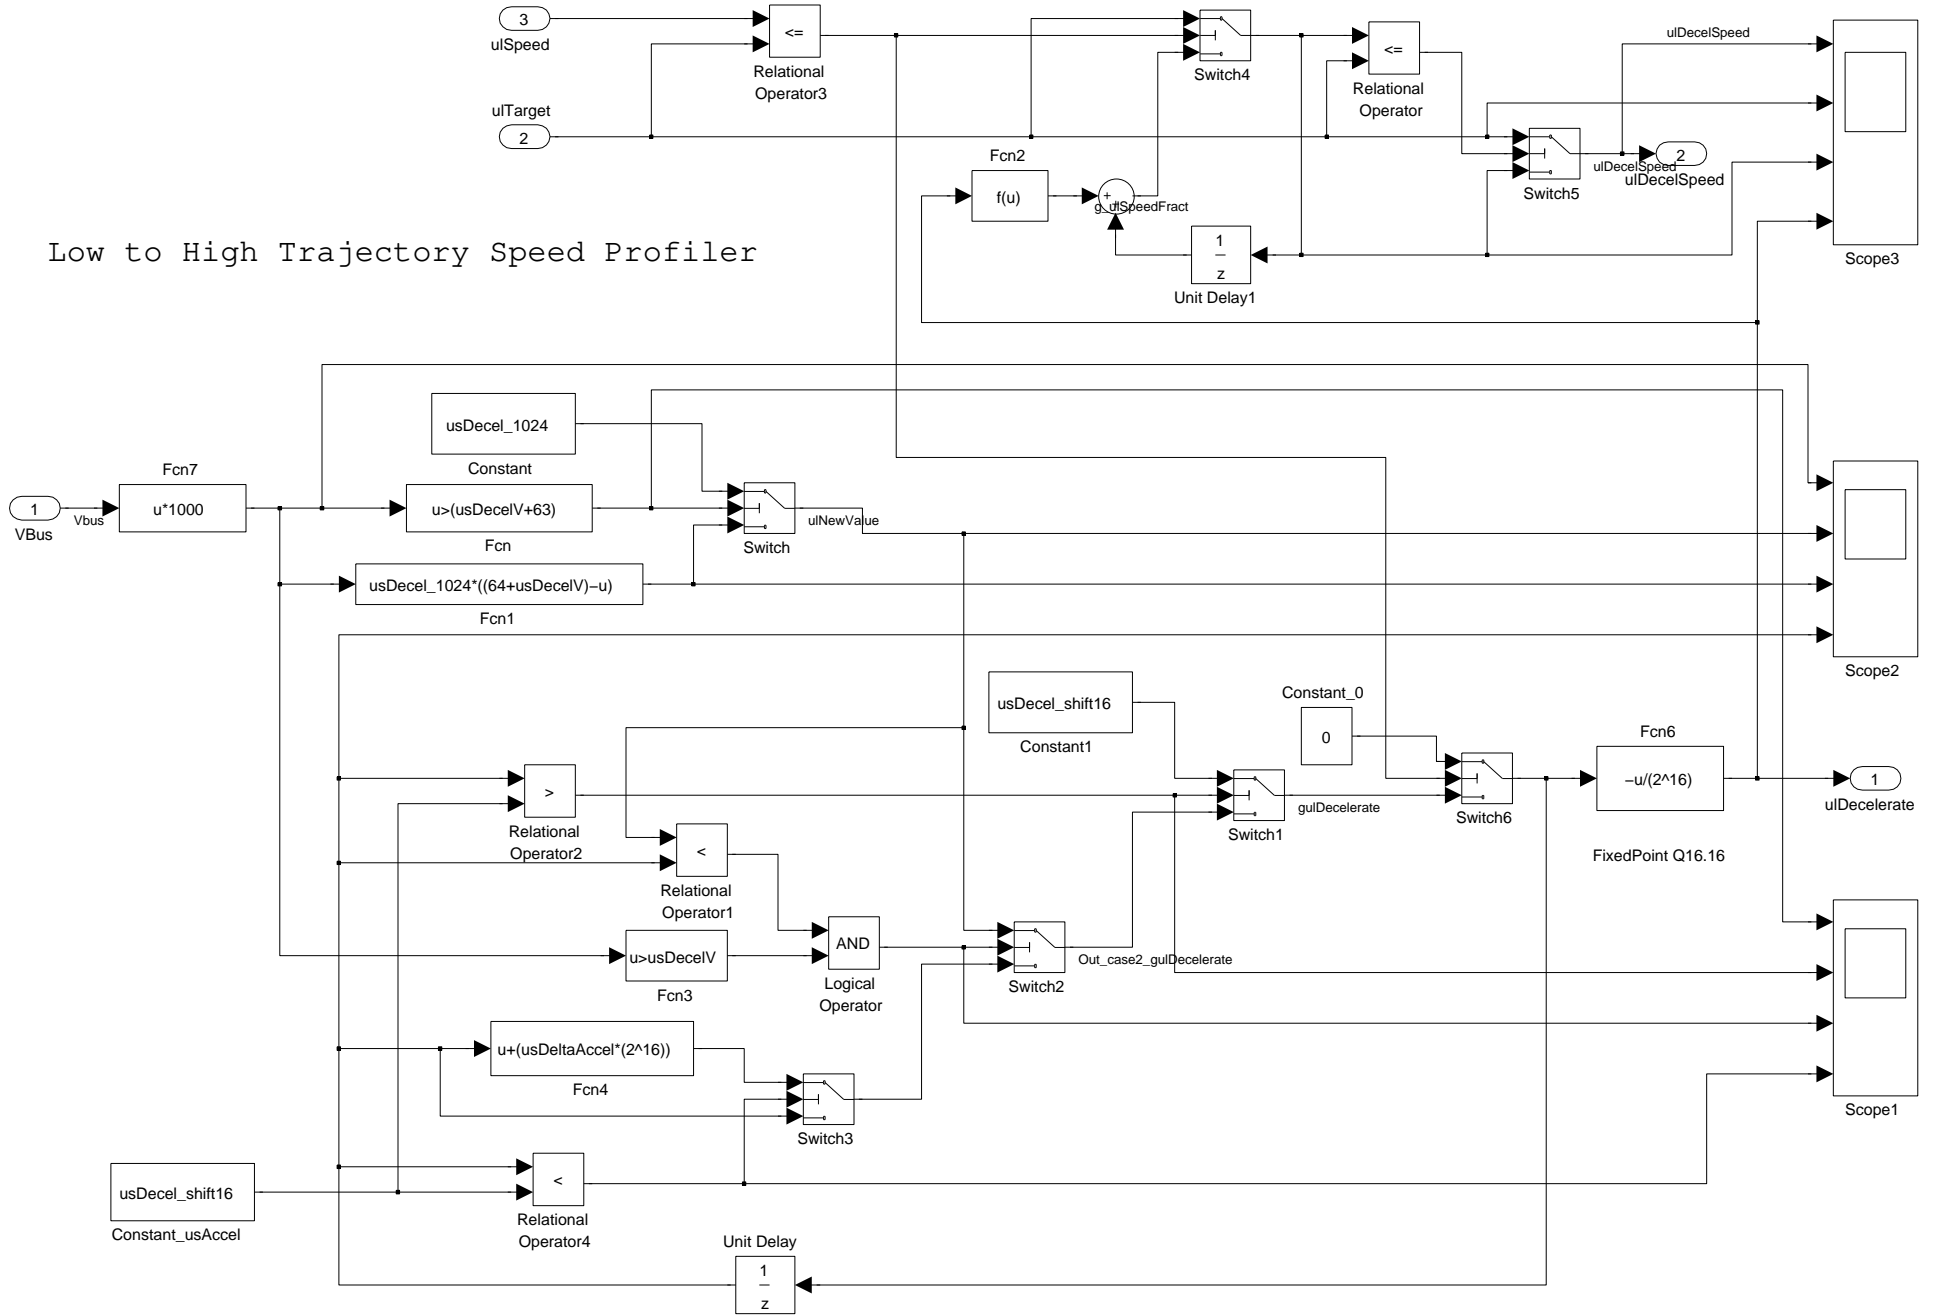 3
ulSpeed
<=
Relational
Operator3
Switch4
<=
Relational
Operator
ulDecelSpeed
ulTarget
2
Fcn2
f(u)
+
+
g_ulSpeedFract
Switch5
ulDecelSpeed
2
ulDecelSpeed
Low to High Trajectory Speed Profiler
1
z
Unit Delay1
Scope3
usDecel_1024
Constant
Fcn7
1
VBus
Vbus
u*1000
u>(usDecelV+63)
Fcn
Switch
ulNewValue
usDecel_1024*((64+usDecelV)−u)
Fcn1
Scope2
usDecel_shift16
Constant1
Constant_0
0
Fcn6
−u/(2^16)
1
ulDecelerate
>
Relational
Operator2
Switch1
gulDecelerate
Switch6
FixedPoint Q16.16
<
Relational
Operator1
AND
Logical
Operator
u>usDecelV
Fcn3
Switch2
Out_case2_gulDecelerate
u+(usDeltaAccel*(2^16))
Fcn4
Switch3
Scope1
usDecel_shift16
Constant_usAccel
<
Relational
Operator4
Unit Delay
1
z